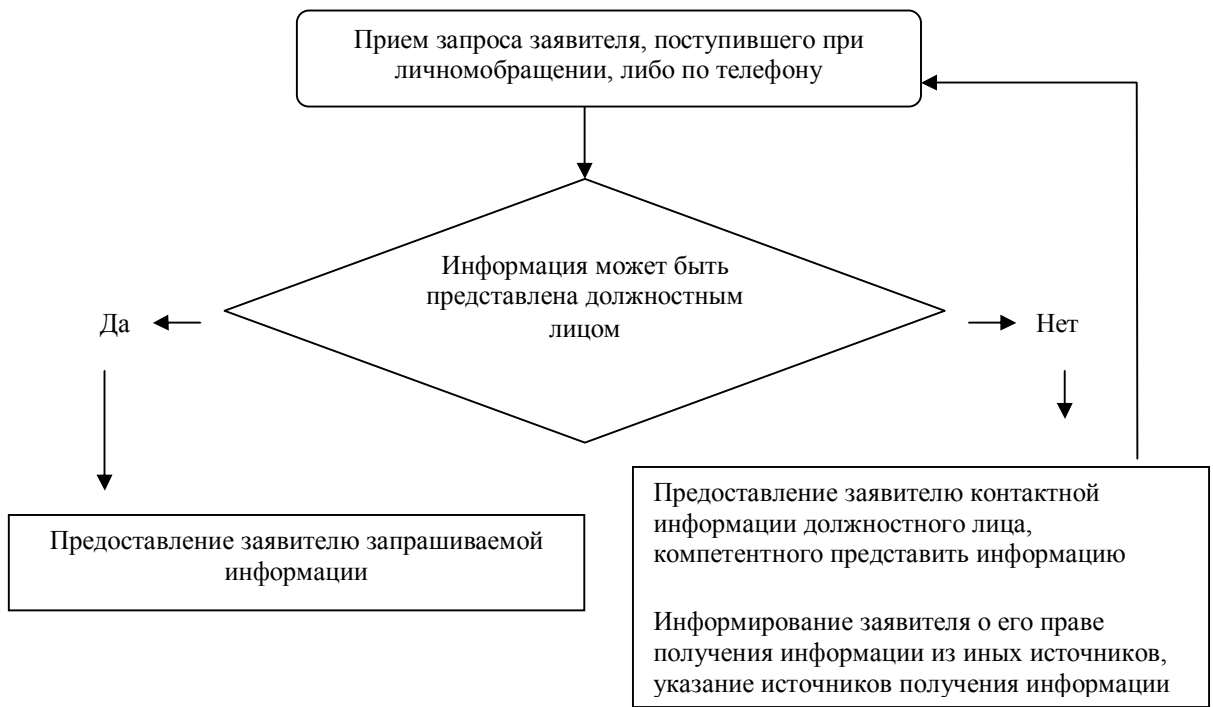 Прием запроса заявителя, поступившего при
личномобращении, либо по телефону
Информация может быть
представлена должностным
лицом
Да
Нет
Предоставление заявителю запрашиваемой
информации
Предоставление заявителю контактной
информации должностного лица,
компетентного представить информацию
Информирование заявителя о его праве
получения информации из иных источников,
указание источников получения информации